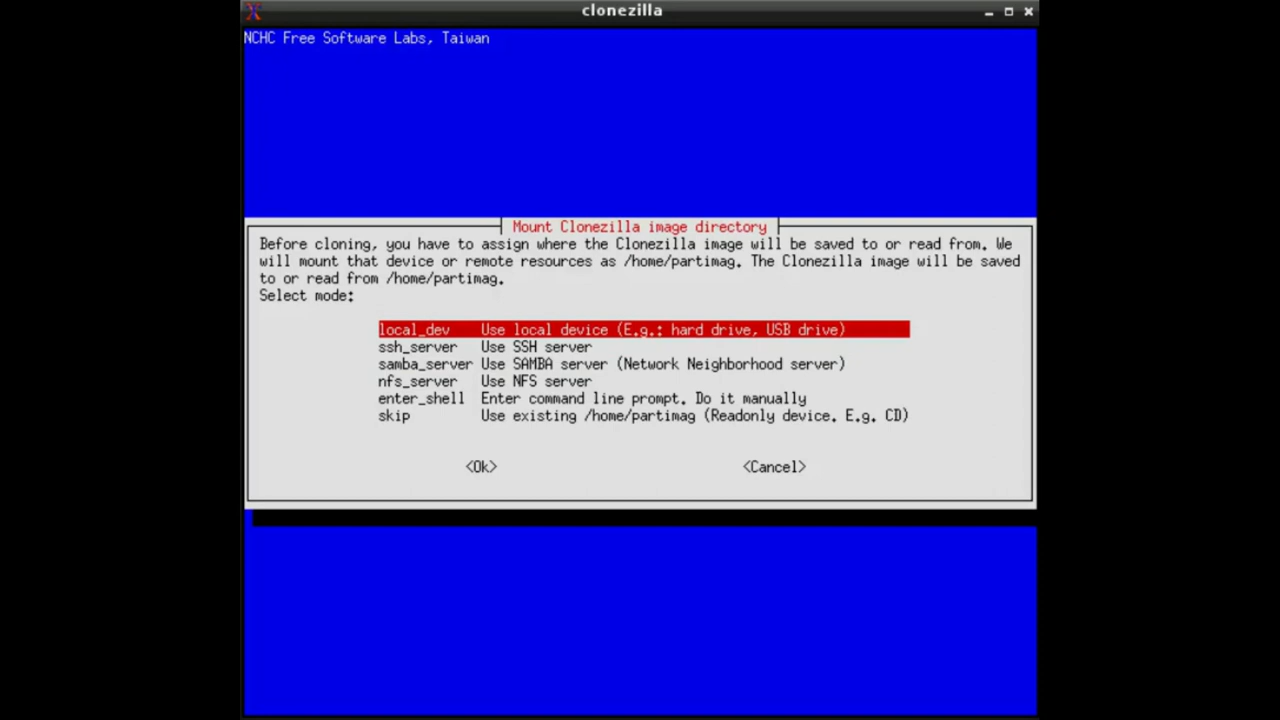 clonezilla
NCHC Free Software Labs, Taiwan
Mount Clonezilla image directory
Before cloning, you have to assign where the Clonezilla image will be saved to or read from. We
will mount that device or remote resources as /home/partimag. The Clonezilla image will be saved
to or read from /home/partimag.
Select mode:
local_dev Use local device (E.g.: hard drive, USB drive)
ssh_server Use SSH server
samba_server Use SAMBA server (Network Neighborhood server)
nfs_server Use NFS server
enter_shell Enter command line prompt. Do it manually
skip Use existing /home/partimag (Readonly device. E.g. CD)
<Ok> <Cancel>